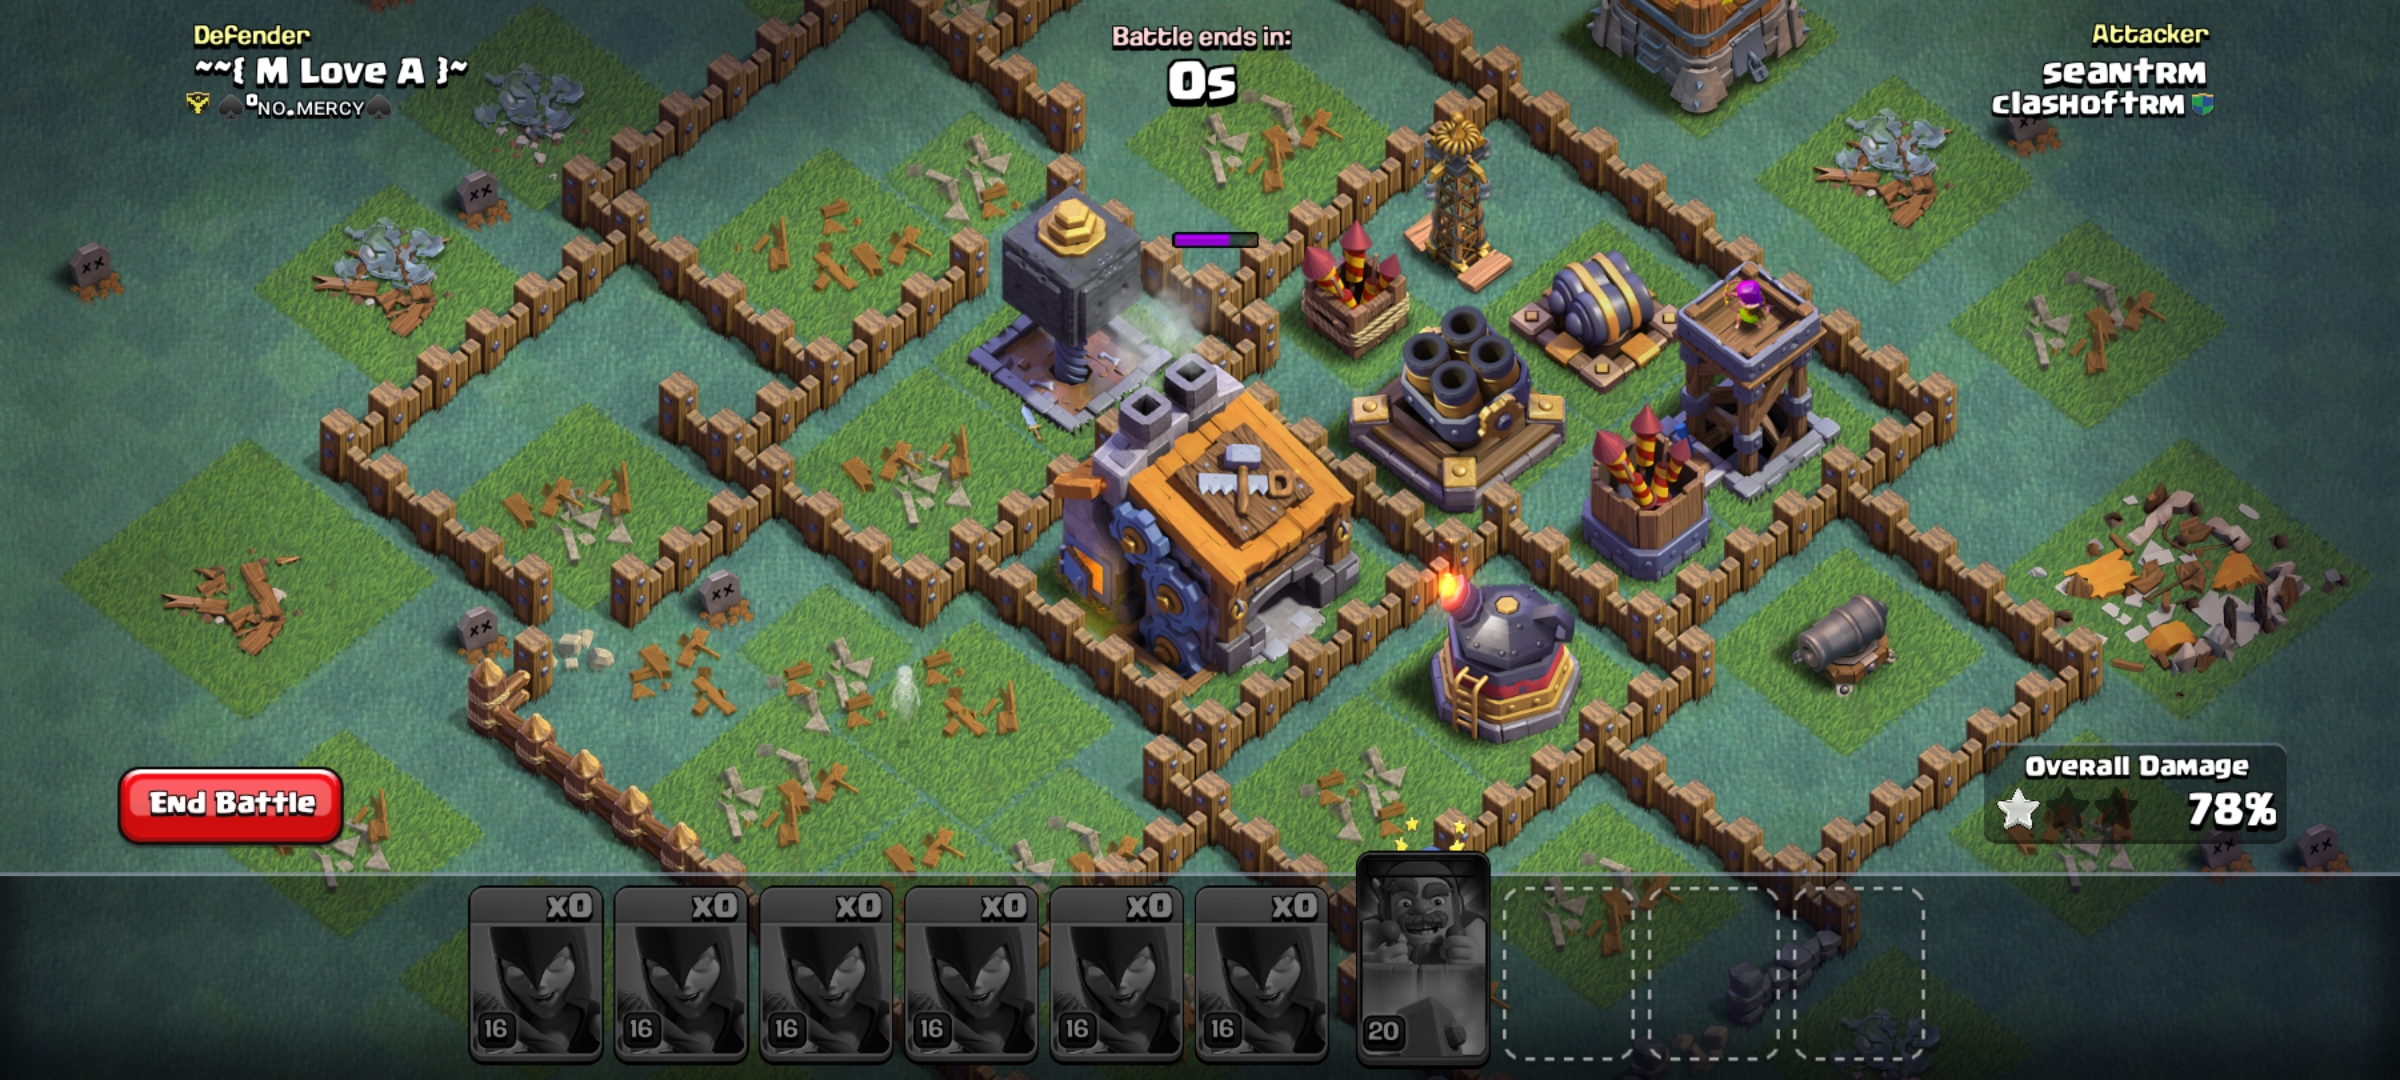 Defender
~~{ M Love A }~
♠⁰NO.MERCY♠
Battle ends in:
0s
Attacker
seantRM
clashoftRM
End Battle
Overall Damage
78%
x0
x0
x0
x0
x0
x0
16
16
16
16
16
16
20